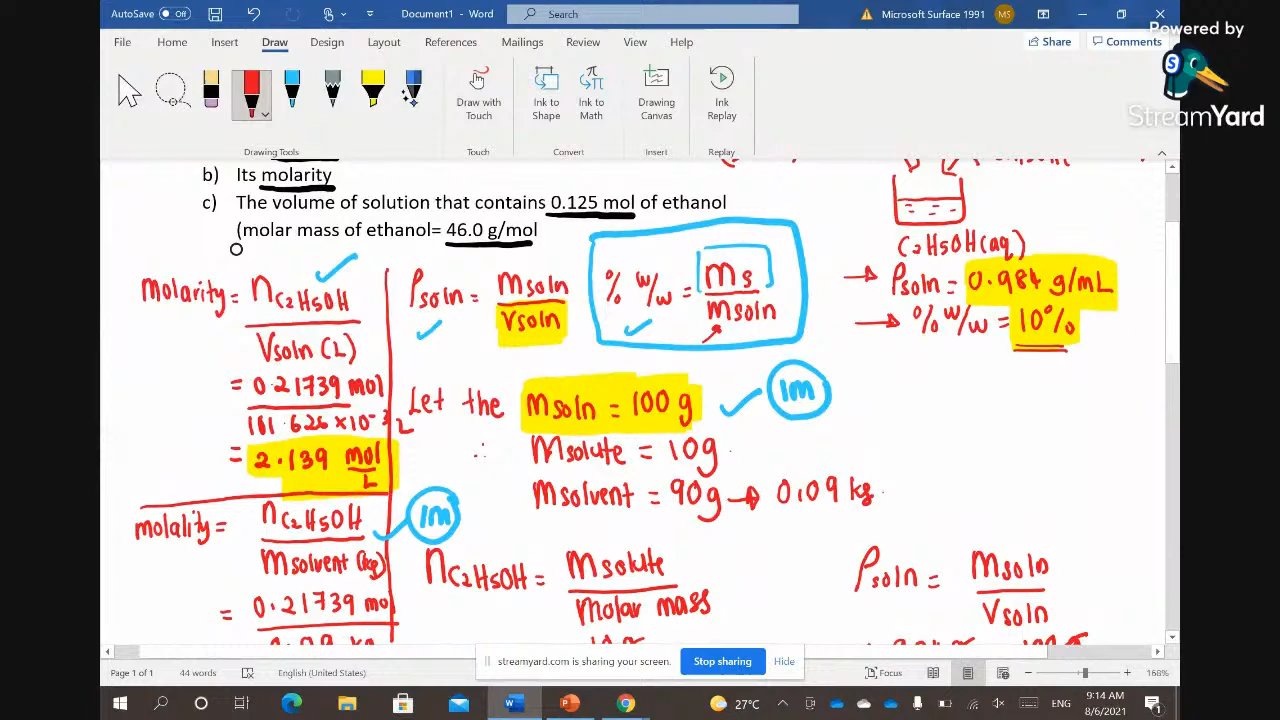 AutoSave Off Document1 - Word Search Microsoft Surface 1991 MS
Powered by
StreamYard
File Home Insert Draw Design Layout References Mailings Review View Help Share Comments
Draw with Touch
Ink to Shape
Ink to Math
Drawing Canvas
Ink Replay
Drawing Tools Touch Convert Insert Replay
b) Its molarity
c) The volume of solution that contains 0.125 mol of ethanol
(molar mass of ethanol= 46.0 g/mol
C2H5OH(aq)
→ ρsoln = 0.984 g/mL
→ % w/w = 10%
molarity = nC2H5OH
Vsoln (L)
= 0.21739 mol
101.626 x10⁻³ L
= 2.139 mol
L
ρsoln = msoln
Vsoln
% w/w = ms
msoln
Let the msoln = 100 g 1m
∴ msolute = 10g
msolvent = 90g → 0.09 kg
molality = nC2H5OH 1m
msolvent (kg)
= 0.21739 mol
nC2H5OH = msolute
molar mass
ρsoln = msoln
Vsoln
streamyard.com is sharing your screen. Stop sharing Hide
Page 1 of 1 44 words English (United States) Focus 168%
27°C ENG 9:14 AM
8/6/2021